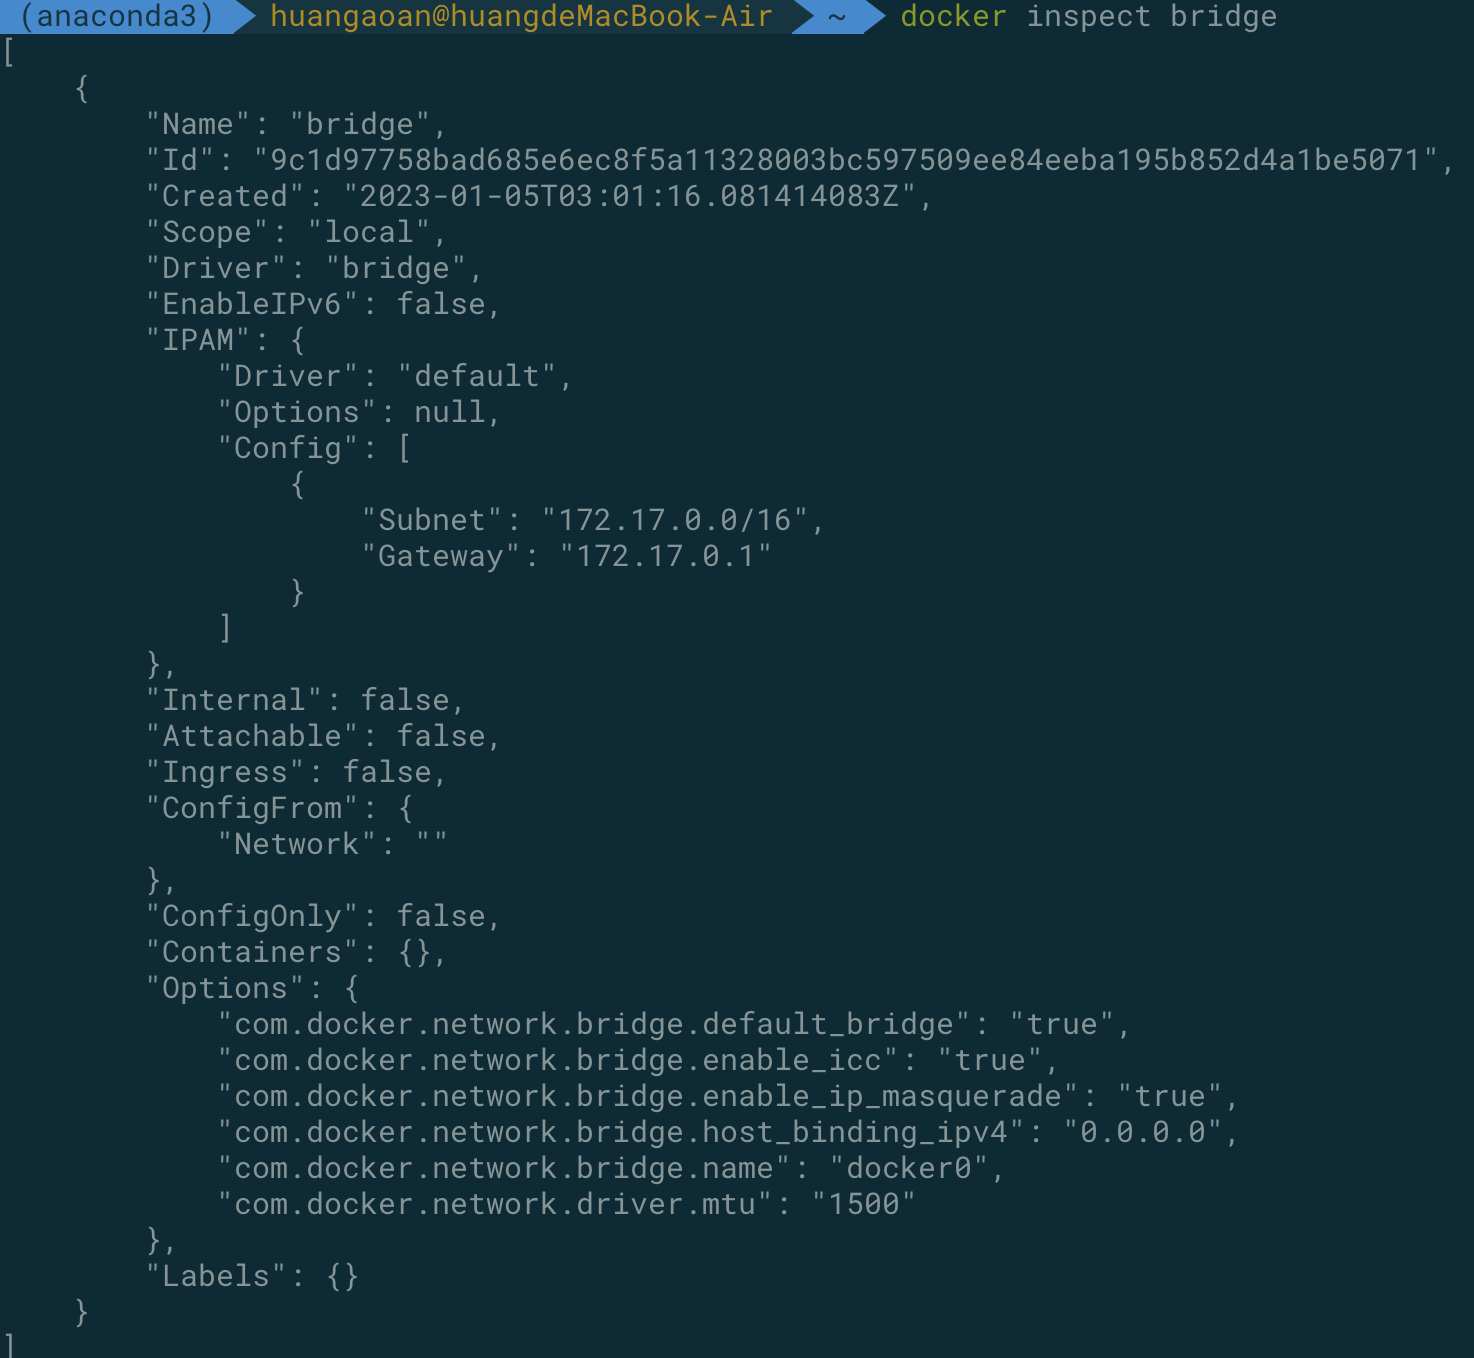 (anaconda3) huangaoan@huangdeMacBook-Air ~ docker inspect bridge
[
    {
        "Name": "bridge",
        "Id": "9c1d97758bad685e6ec8f5a11328003bc597509ee84eeba195b852d4a1be5071",
        "Created": "2023-01-05T03:01:16.081414083Z",
        "Scope": "local",
        "Driver": "bridge",
        "EnableIPv6": false,
        "IPAM": {
            "Driver": "default",
            "Options": null,
            "Config": [
                {
                    "Subnet": "172.17.0.0/16",
                    "Gateway": "172.17.0.1"
                }
            ]
        },
        "Internal": false,
        "Attachable": false,
        "Ingress": false,
        "ConfigFrom": {
            "Network": ""
        },
        "ConfigOnly": false,
        "Containers": {},
        "Options": {
            "com.docker.network.bridge.default_bridge": "true",
            "com.docker.network.bridge.enable_icc": "true",
            "com.docker.network.bridge.enable_ip_masquerade": "true",
            "com.docker.network.bridge.host_binding_ipv4": "0.0.0.0",
            "com.docker.network.bridge.name": "docker0",
            "com.docker.network.driver.mtu": "1500"
        },
        "Labels": {}
    }
]